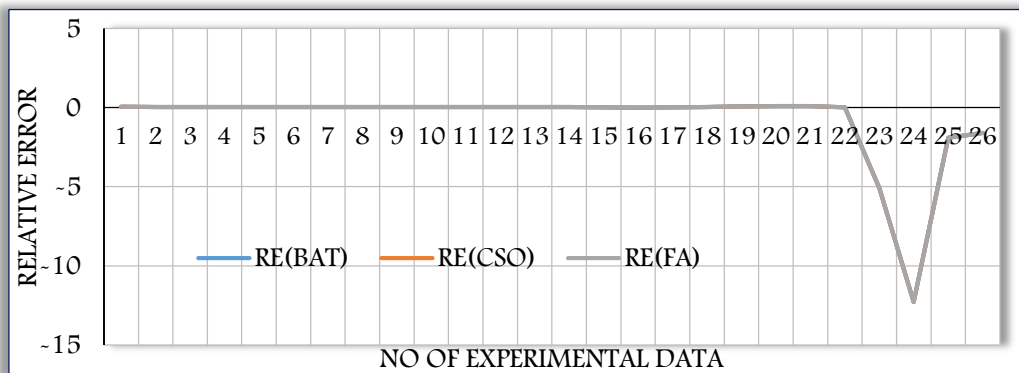 5
0
-5
-10
-15
RELATIVE ERROR
1 2 3 4 5 6 7 8 9 10 11 12 13 14 15 16 17 18 19 20 21 22 23 24 25 26
RE(BAT) RE(CSO) RE(FA)
NO OF EXPERIMENTAL DATA